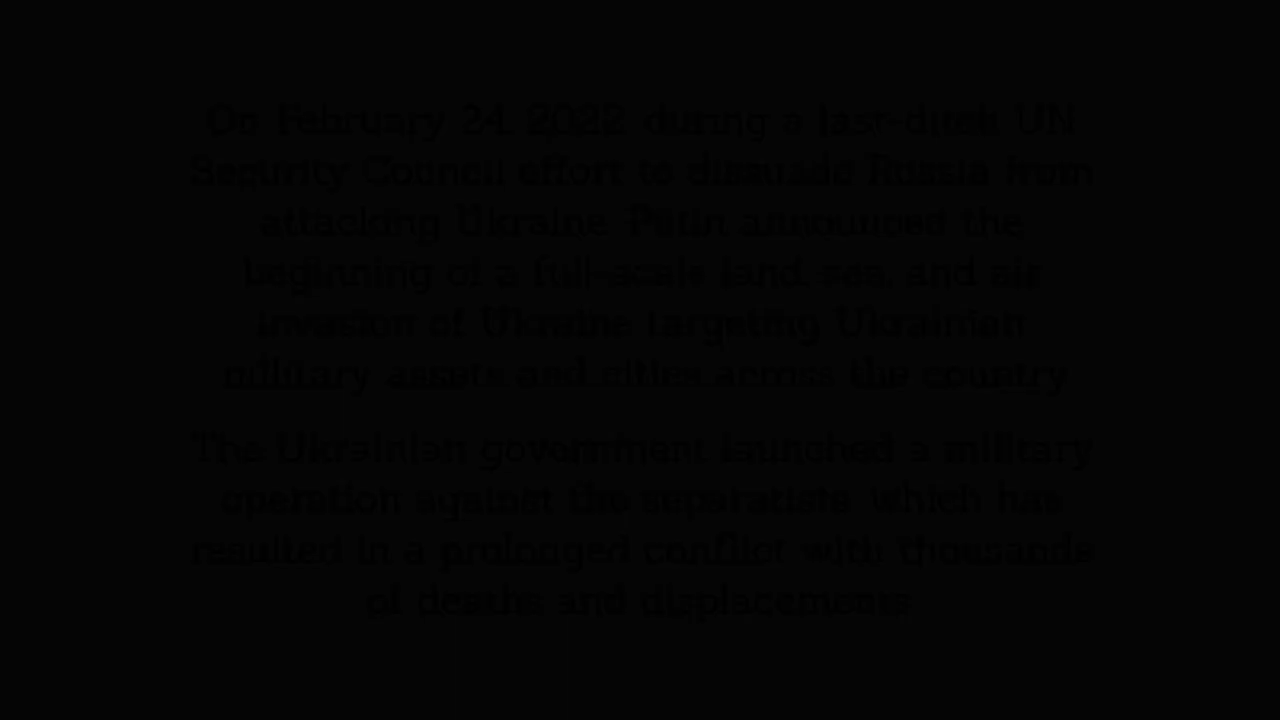 On February 24, 2022 during a last-ditch UN
Security Council effort to dissuade Russia from
attacking Ukraine, Putin announced the
beginning of a full-scale land, sea, and air
invasion of Ukraine targeting Ukrainian
military assets and cities across the country
The Ukrainian government launched a military
operation against the separatists which has
resulted in a prolonged conflict with thousands
of deaths and displacements